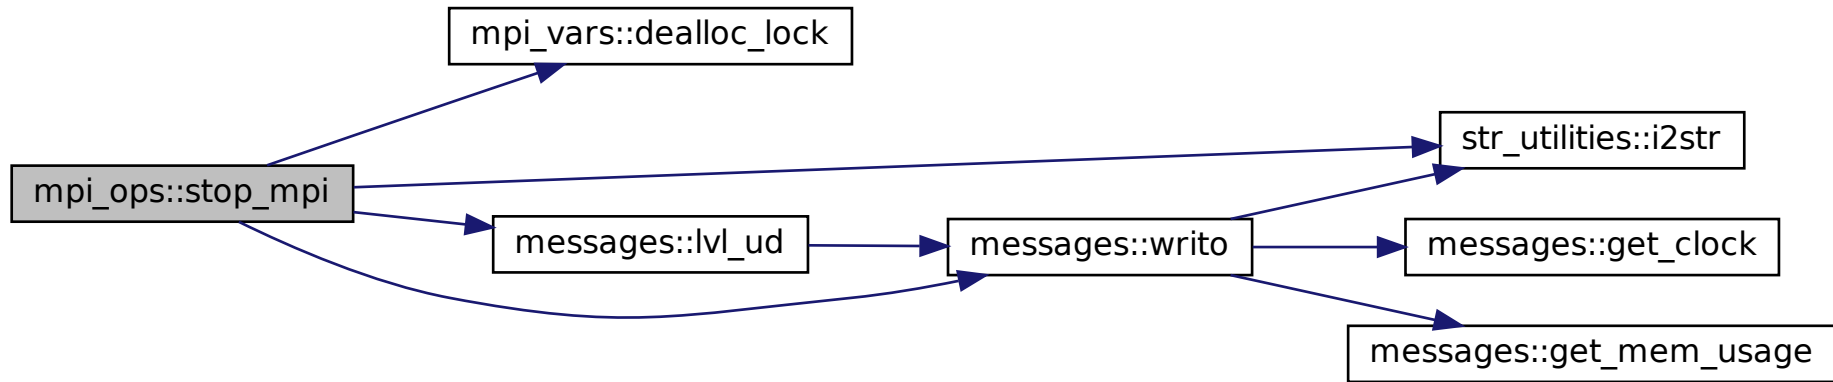 mpi_vars::dealloc_lock
str_utilities::i2str
mpi_ops::stop_mpi
messages::lvl_ud
messages::writo
messages::get_clock
messages::get_mem_usage